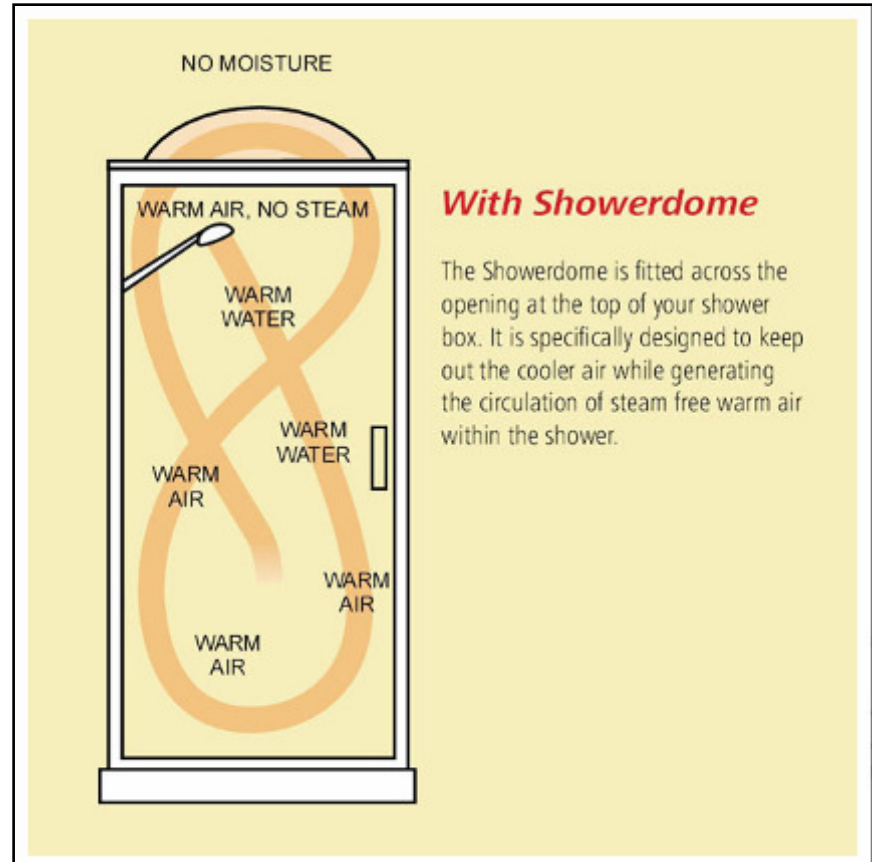 NO MOISTURE
WARM AIR, NO STEAM
WARM
WATER
WARM
WATER
WARM
AIR
WARM
AIR
WARM
AIR
With Showerdome
The Showerdome is fitted across the
opening at the top of your shower
box. It is specifically designed to keep
out the cooler air while generating
the circulation of steam free warm air
within the shower.